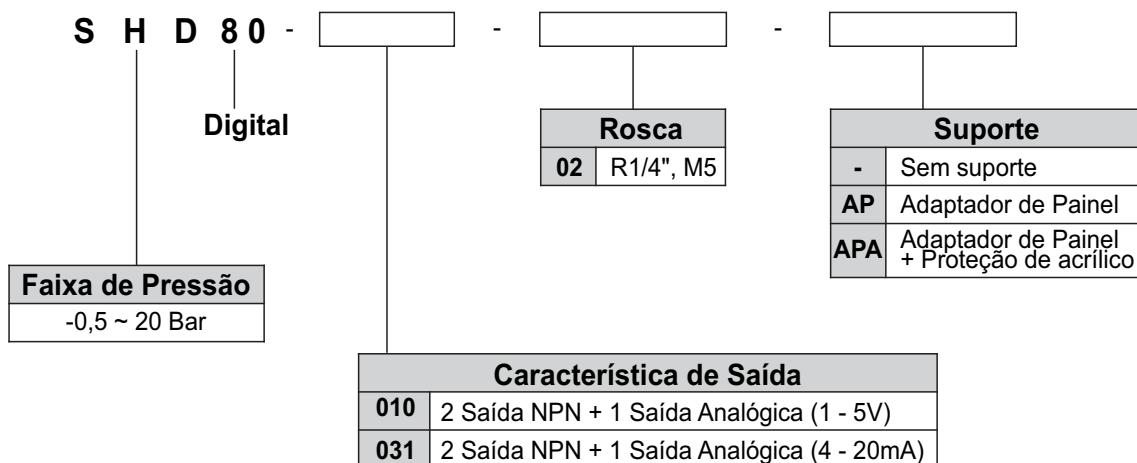 S H D 8 0 - - -
Digital
Rosca
02 R1/4", M5
Suporte
- Sem suporte
AP Adaptador de Painel
APA Adaptador de Painel
+ Proteção de acrílico
Faixa de Pressão
-0,5 ~ 20 Bar
Característica de Saída
010 2 Saída NPN + 1 Saída Analógica (1 - 5V)
031 2 Saída NPN + 1 Saída Analógica (4 - 20mA)